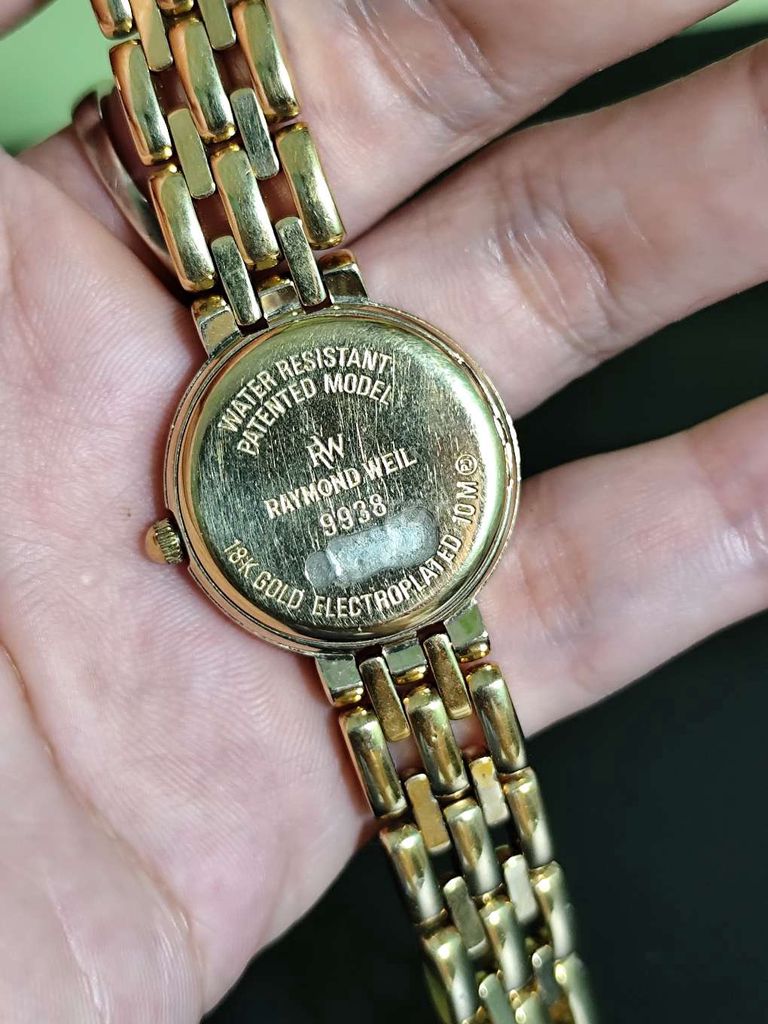 WATER RESISTANT
PATENTED MODEL
RW
RAYMOND WEIL
9938
18K GOLD ELECTROPLATED 10M